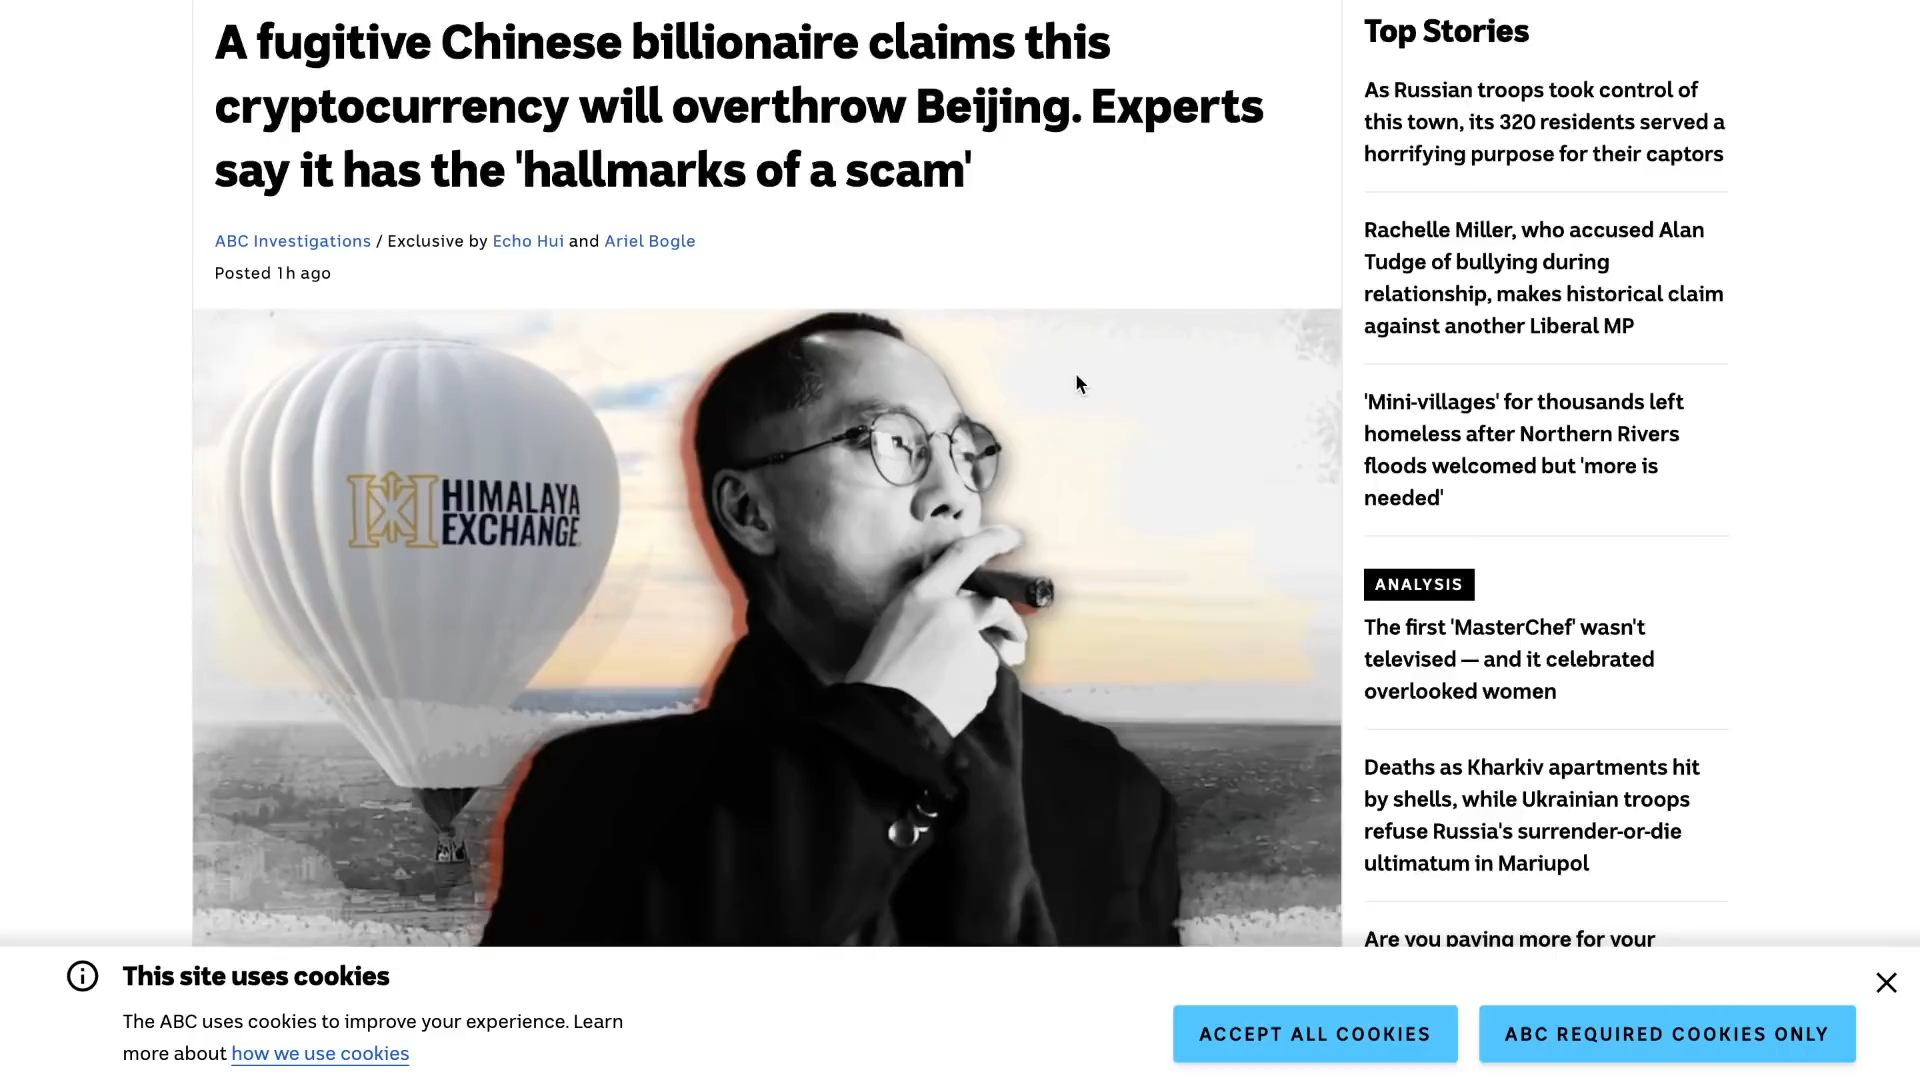 A fugitive Chinese billionaire claims this
cryptocurrency will overthrow Beijing. Experts
say it has the 'hallmarks of a scam'
ABC Investigations / Exclusive by Echo Hui and Ariel Bogle
Posted 1h ago
HIMALAYA
EXCHANGE
Top Stories
As Russian troops took control of
this town, its 320 residents served a
horrifying purpose for their captors
Rachelle Miller, who accused Alan
Tudge of bullying during
relationship, makes historical claim
against another Liberal MP
'Mini-villages' for thousands left
homeless after Northern Rivers
floods welcomed but 'more is
needed'
ANALYSIS
The first 'MasterChef' wasn't
televised — and it celebrated
overlooked women
Deaths as Kharkiv apartments hit
by shells, while Ukrainian troops
refuse Russia's surrender-or-die
ultimatum in Mariupol
Are you paying more for your
This site uses cookies
The ABC uses cookies to improve your experience. Learn
more about how we use cookies
ACCEPT ALL COOKIES
ABC REQUIRED COOKIES ONLY